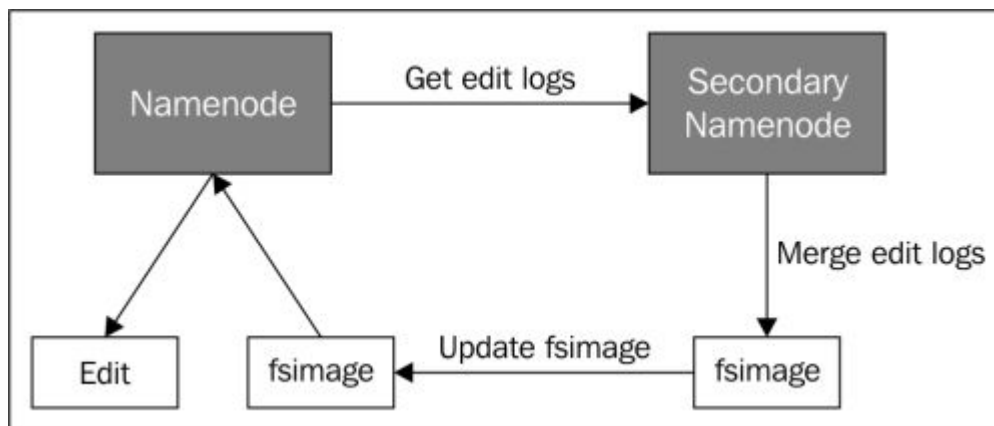 Namenode
Get edit logs
Secondary
Namenode
Merge edit logs
Edit
fsimage
Update fsimage
fsimage